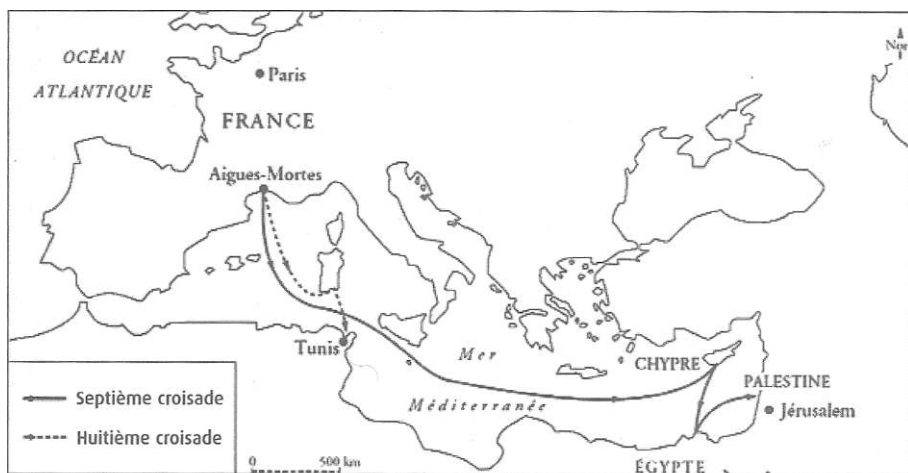 OCÉAN
ATLANTIQUE
Paris
FRANCE
Aigues-Mortes
Tunis
Mer
Méditerranée
CHYPRE
PALESTINE
Jérusalem
ÉGYPTE
Septième croisade
Huitième croisade
0 500 km